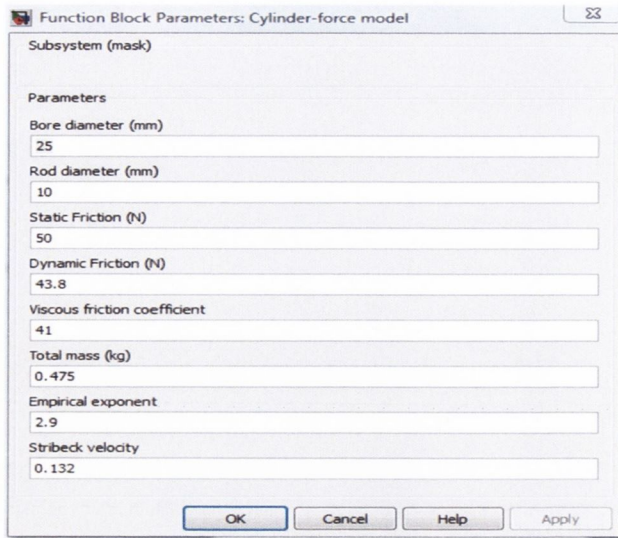 Function Block Parameters: Cylinder-force model
Subsystem (mask)
Parameters
Bore diameter (mm)
25
Rod diameter (mm)
10
Static Friction (N)
50
Dynamic Friction (N)
43.8
Viscous friction coefficient
41
Total mass (kg)
0.475
Empirical exponent
2.9
Stribeck velocity
0.132
OK Cancel Help Apply